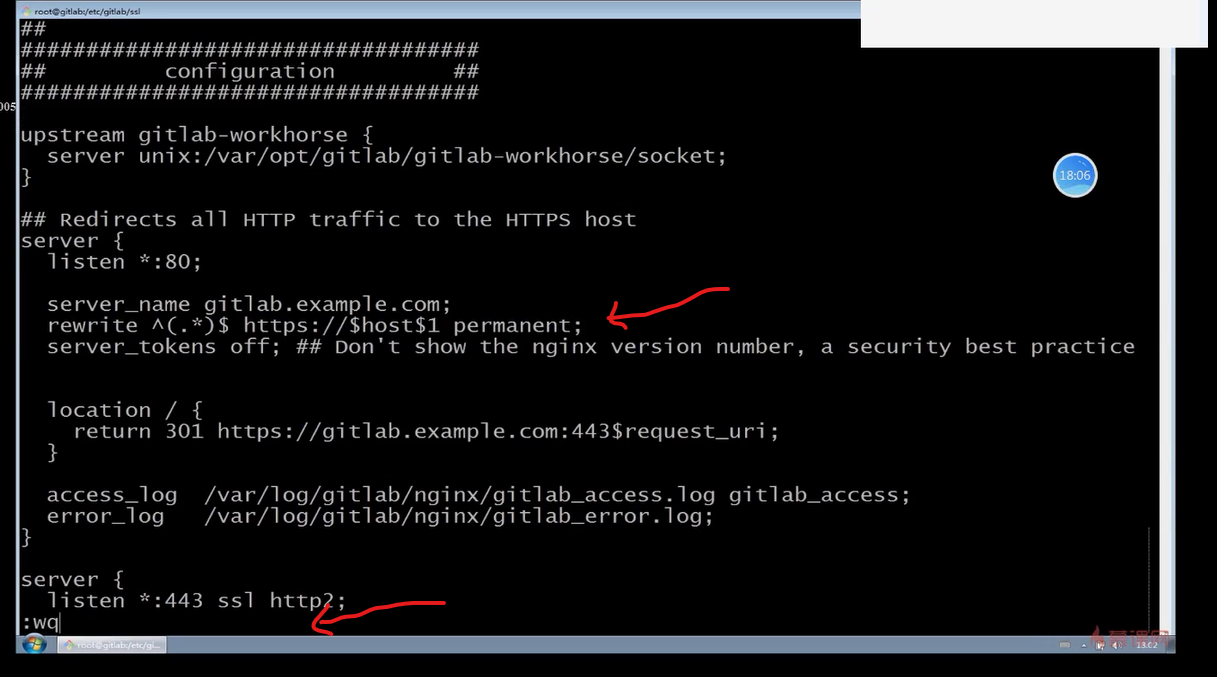 root@gitlab:/etc/gitlab/ssl
##
###################################
##         configuration         ##
###################################
005
upstream gitlab-workhorse {
  server unix:/var/opt/gitlab/gitlab-workhorse/socket;
}
18:06
## Redirects all HTTP traffic to the HTTPS host
server {
  listen *:80;
  server_name gitlab.example.com;
  rewrite ^(.*)$ https://$host$1 permanent;
  server_tokens off; ## Don't show the nginx version number, a security best practice
  location / {
    return 301 https://gitlab.example.com:443$request_uri;
  }
  access_log  /var/log/gitlab/nginx/gitlab_access.log gitlab_access;
  error_log   /var/log/gitlab/nginx/gitlab_error.log;
}
server {
  listen *:443 ssl http2;
:wq
root@gitlab:/etc/gi...
18:02